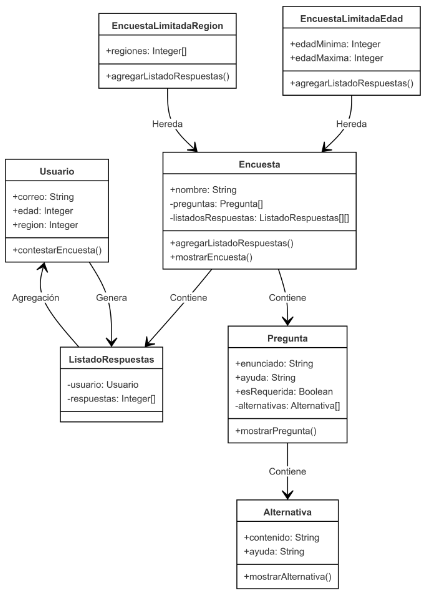 EncuestaLimitadaRegion
+regiones: Integer[]
+agregarListadoRespuestas()
EncuestaLimitadaEdad
+edadMinima: Integer
+edadMaxima: Integer
+agregarListadoRespuestas()
Hereda
Hereda
Usuario
+correo: String
+edad: Integer
+region: Integer
+contestarEncuesta()
Encuesta
+nombre: String
-preguntas: Pregunta[]
-listadosRespuestas: ListadoRespuestas[][]
+agregarListadoRespuestas()
+mostrarEncuesta()
Agregación
Genera
Contiene
Contiene
ListadoRespuestas
-usuario: Usuario
-respuestas: Integer[]
Pregunta
+enunciado: String
+ayuda: String
+esRequerida: Boolean
-alternativas: Alternativa[]
+mostrarPregunta()
Contiene
Alternativa
+contenido: String
+ayuda: String
+mostrarAlternativa()